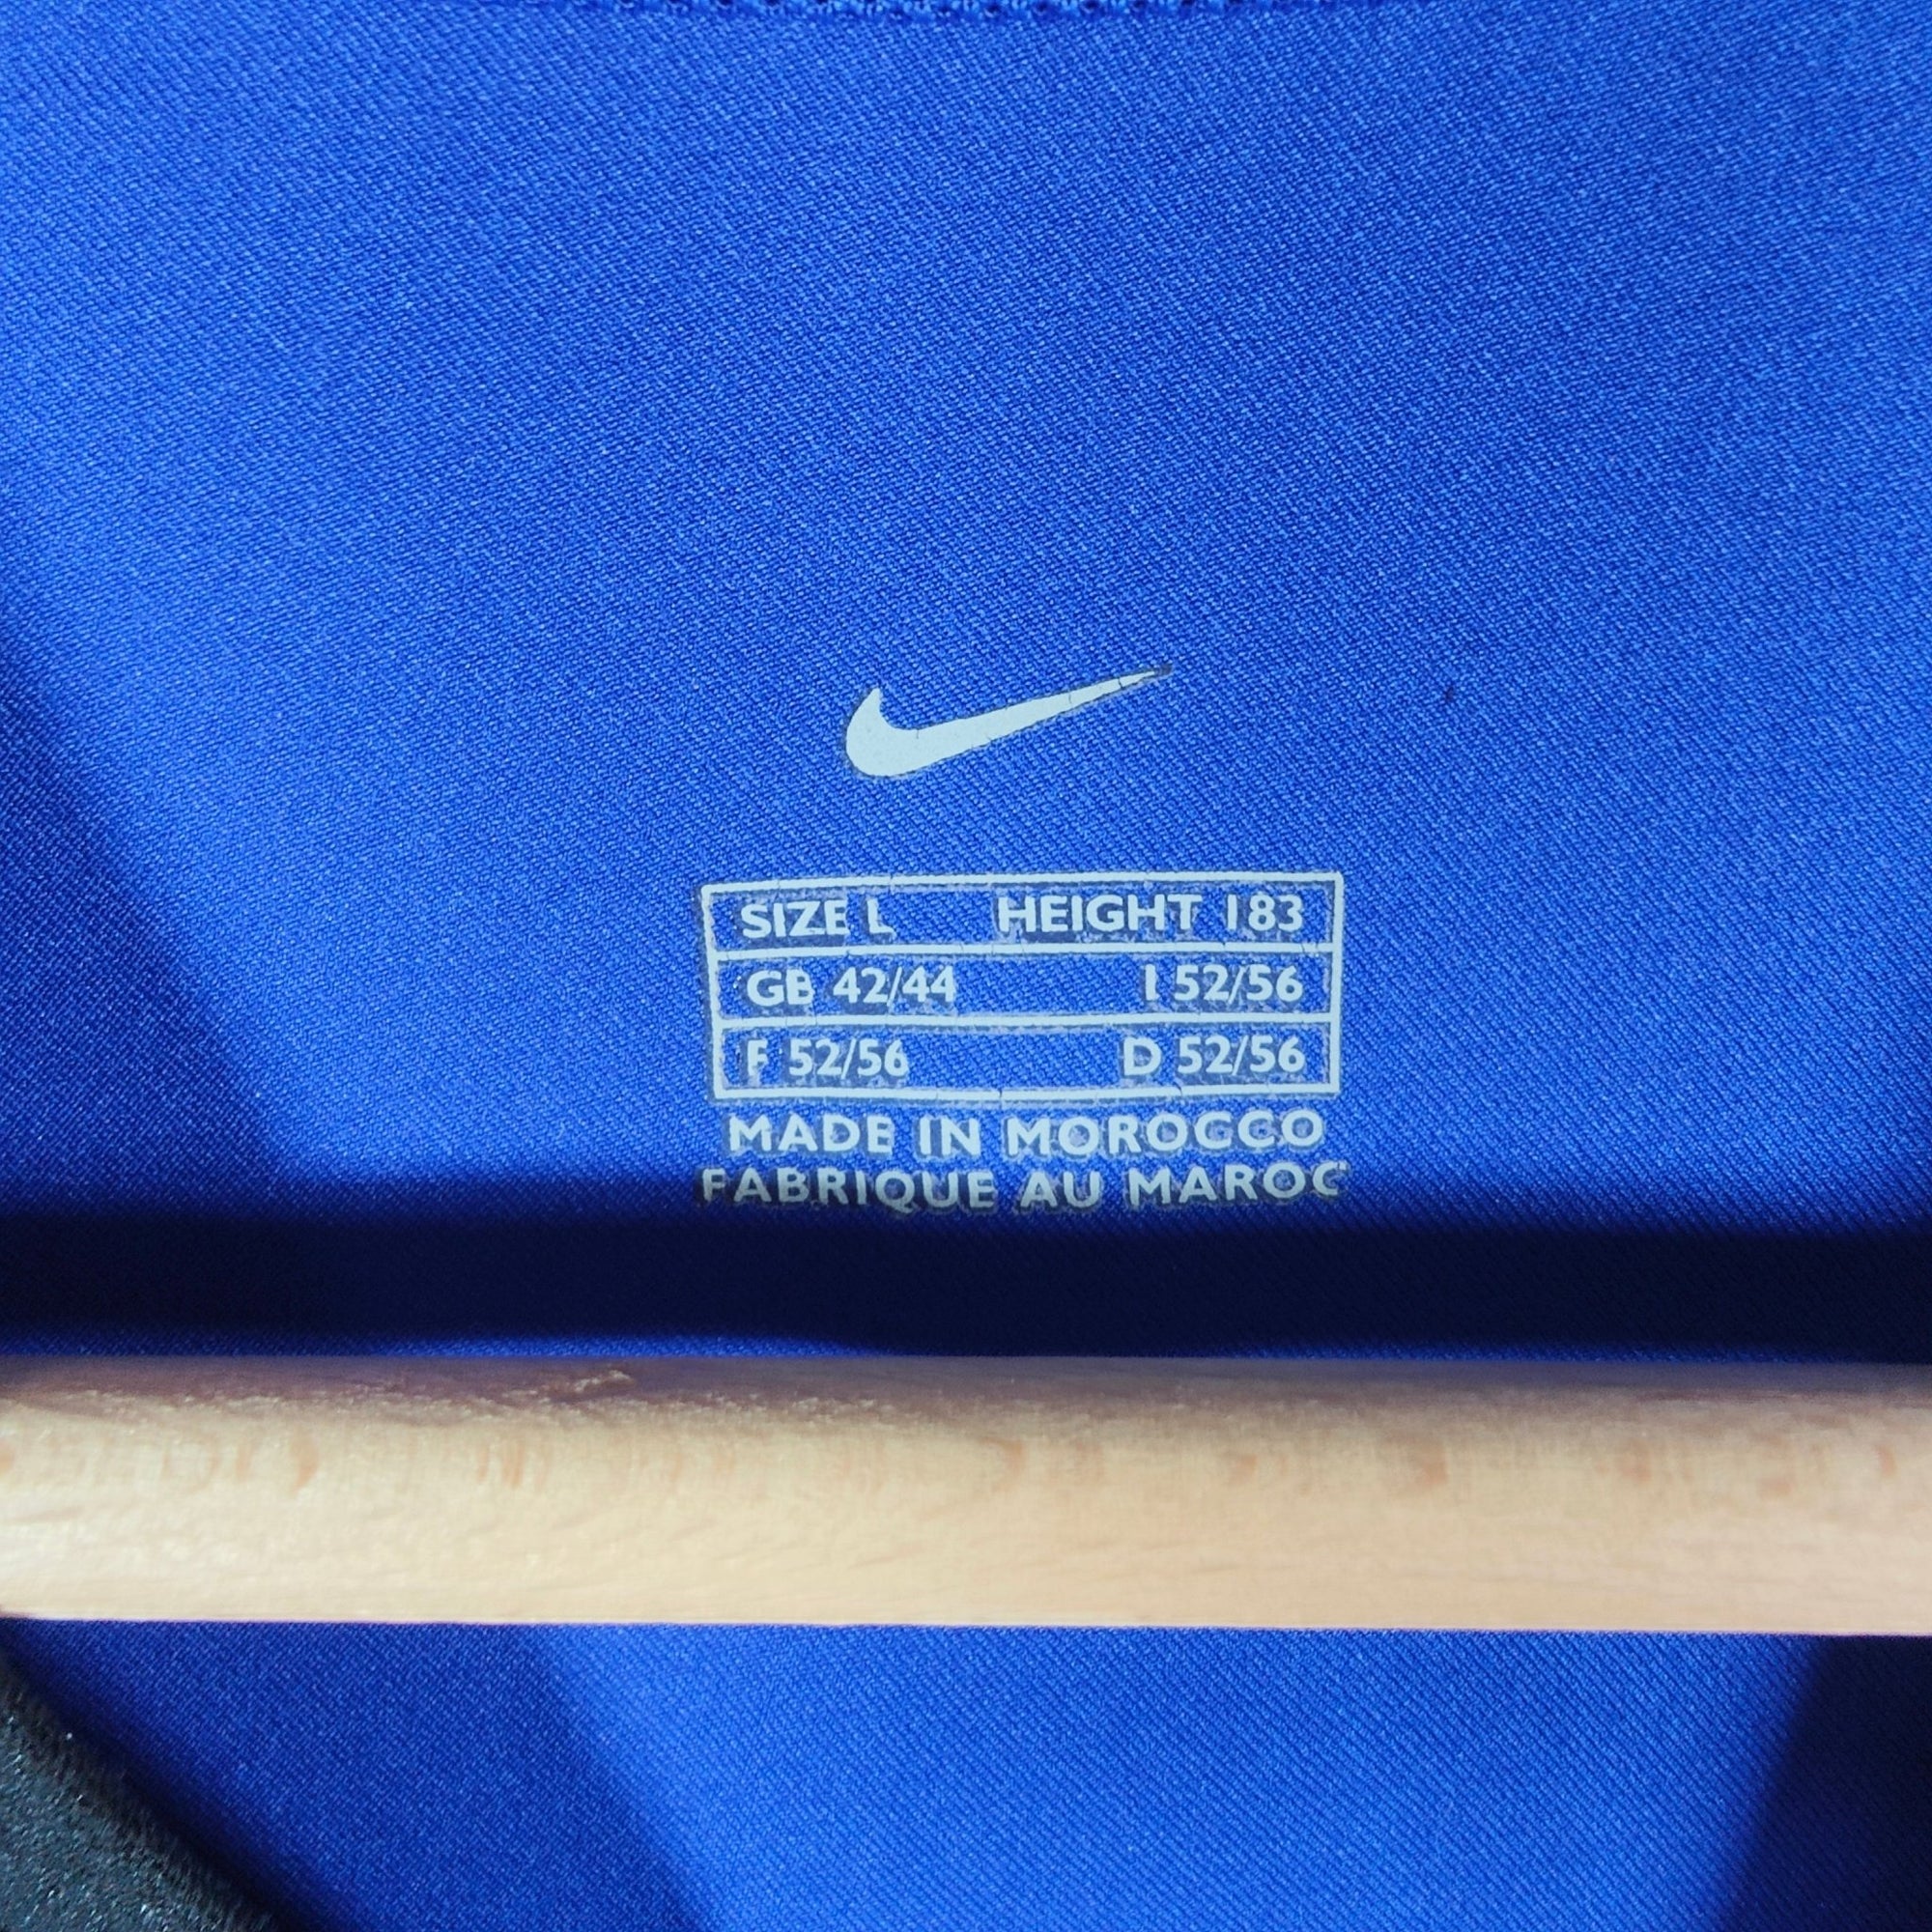 SIZE L HEIGHT 183
GB 42/44 I 52/56
F 52/56 D 52/56
MADE IN MOROCCO
FABRIQUE AU MAROC